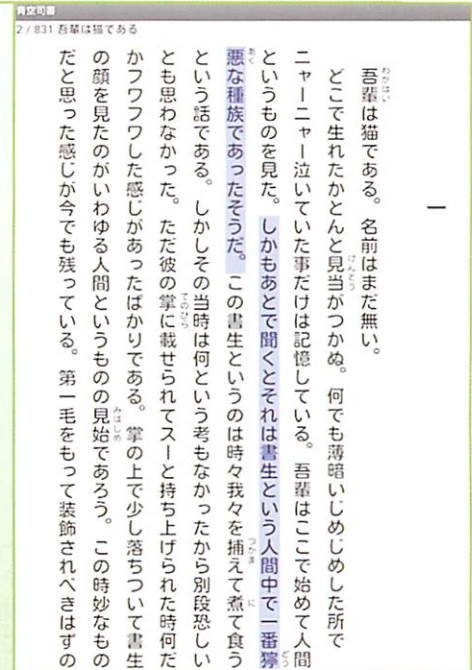 青空司書
2 / 831 吾輩は猫である
一
吾輩は猫である。名前はまだ無い。
どこで生れたかとんと見当がつかぬ。何でも薄暗いじめじめした所で
ニャーニャー泣いていた事だけは記憶している。吾輩はここで始めて人間
というものを見た。しかもあとで聞くとそれは書生という人間中で一番獰
悪な種族であったそうだ。この書生というのは時々我々を捕えて煮て食う
という話である。しかしその当時は何という考もなかったから別段恐しい
とも思わなかった。ただ彼の掌に載せられてスーと持ち上げられた時何だ
かフワフワした感じがあったばかりである。掌の上で少し落ちついて書生
の顔を見たのがいわゆる人間というものの見始であろう。この時妙なもの
だと思った感じが今でも残っている。第一毛をもって装飾されべきはずの